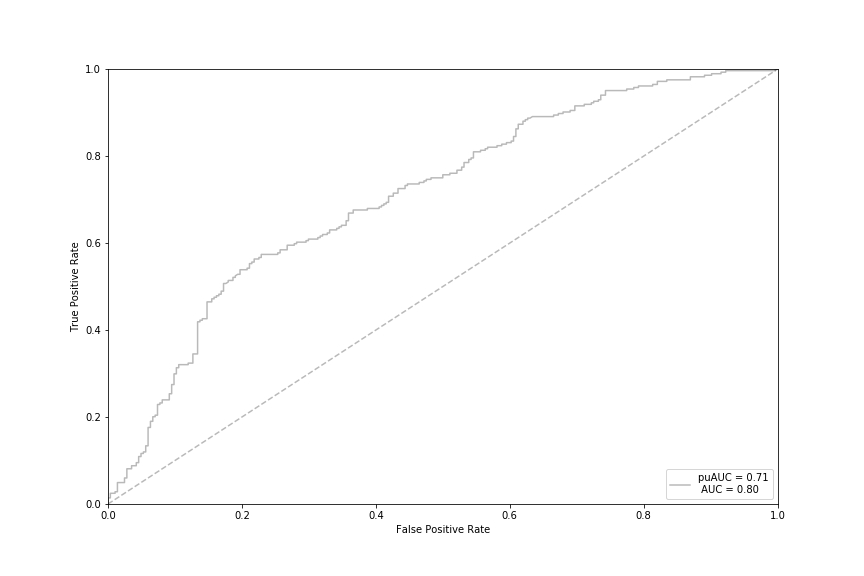 1.0
0.8
0.6
0.4
0.2
0.0
True Positive Rate
0.0 0.2 0.4 0.6 0.8 1.0
False Positive Rate
puAUC = 0.71
AUC = 0.80